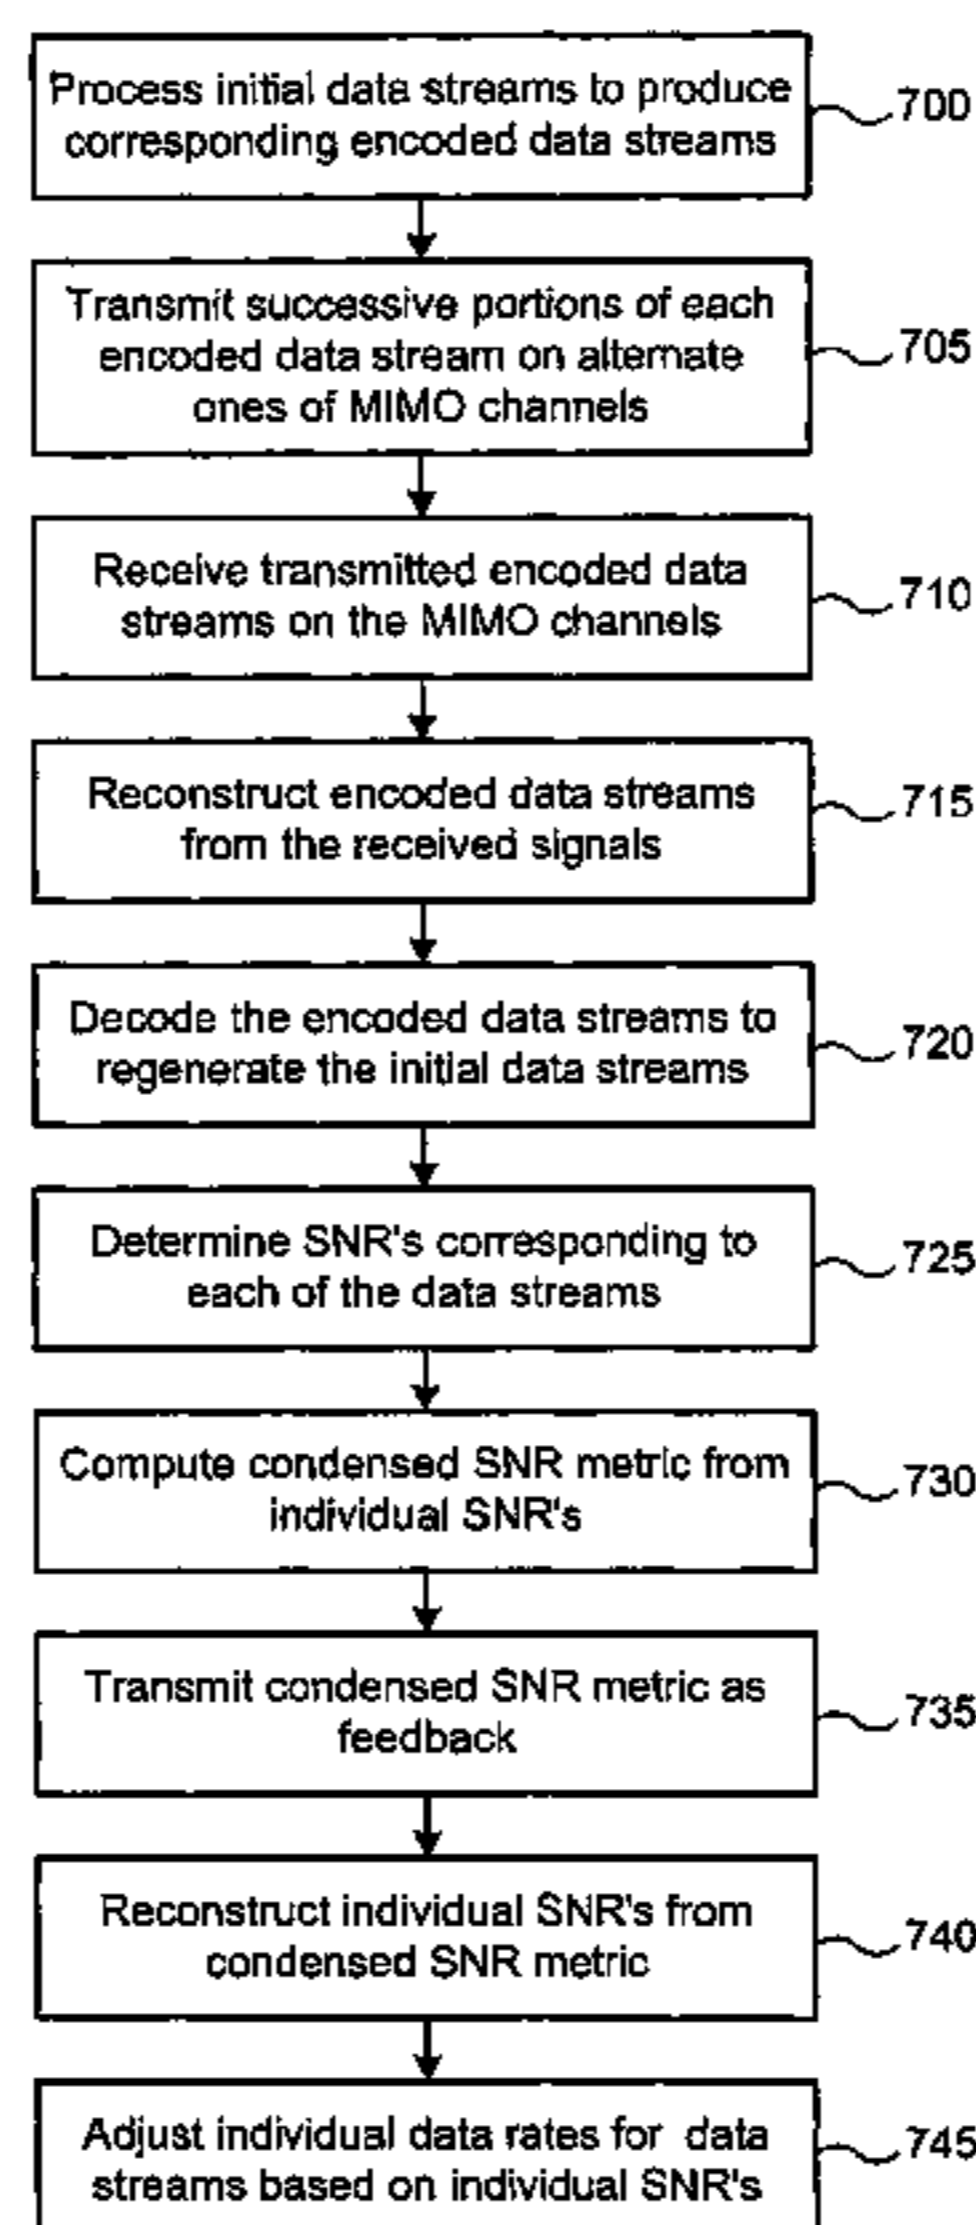 Process initial data streams to produce
corresponding encoded data streams
700
Transmit successive portions of each
encoded data stream on alternate
ones of MIMO channels
705
Receive transmitted encoded data
streams on the MIMO channels
710
Reconstruct encoded data streams
from the received signals
715
Decode the encoded data streams to
regenerate the initial data streams
720
Determine SNR's corresponding to
each of the data streams
725
Compute condensed SNR metric from
individual SNR's
730
Transmit condensed SNR metric as
feedback
735
Reconstruct individual SNR's from
condensed SNR metric
740
Adjust individual data rates for data
streams based on individual SNR's
745